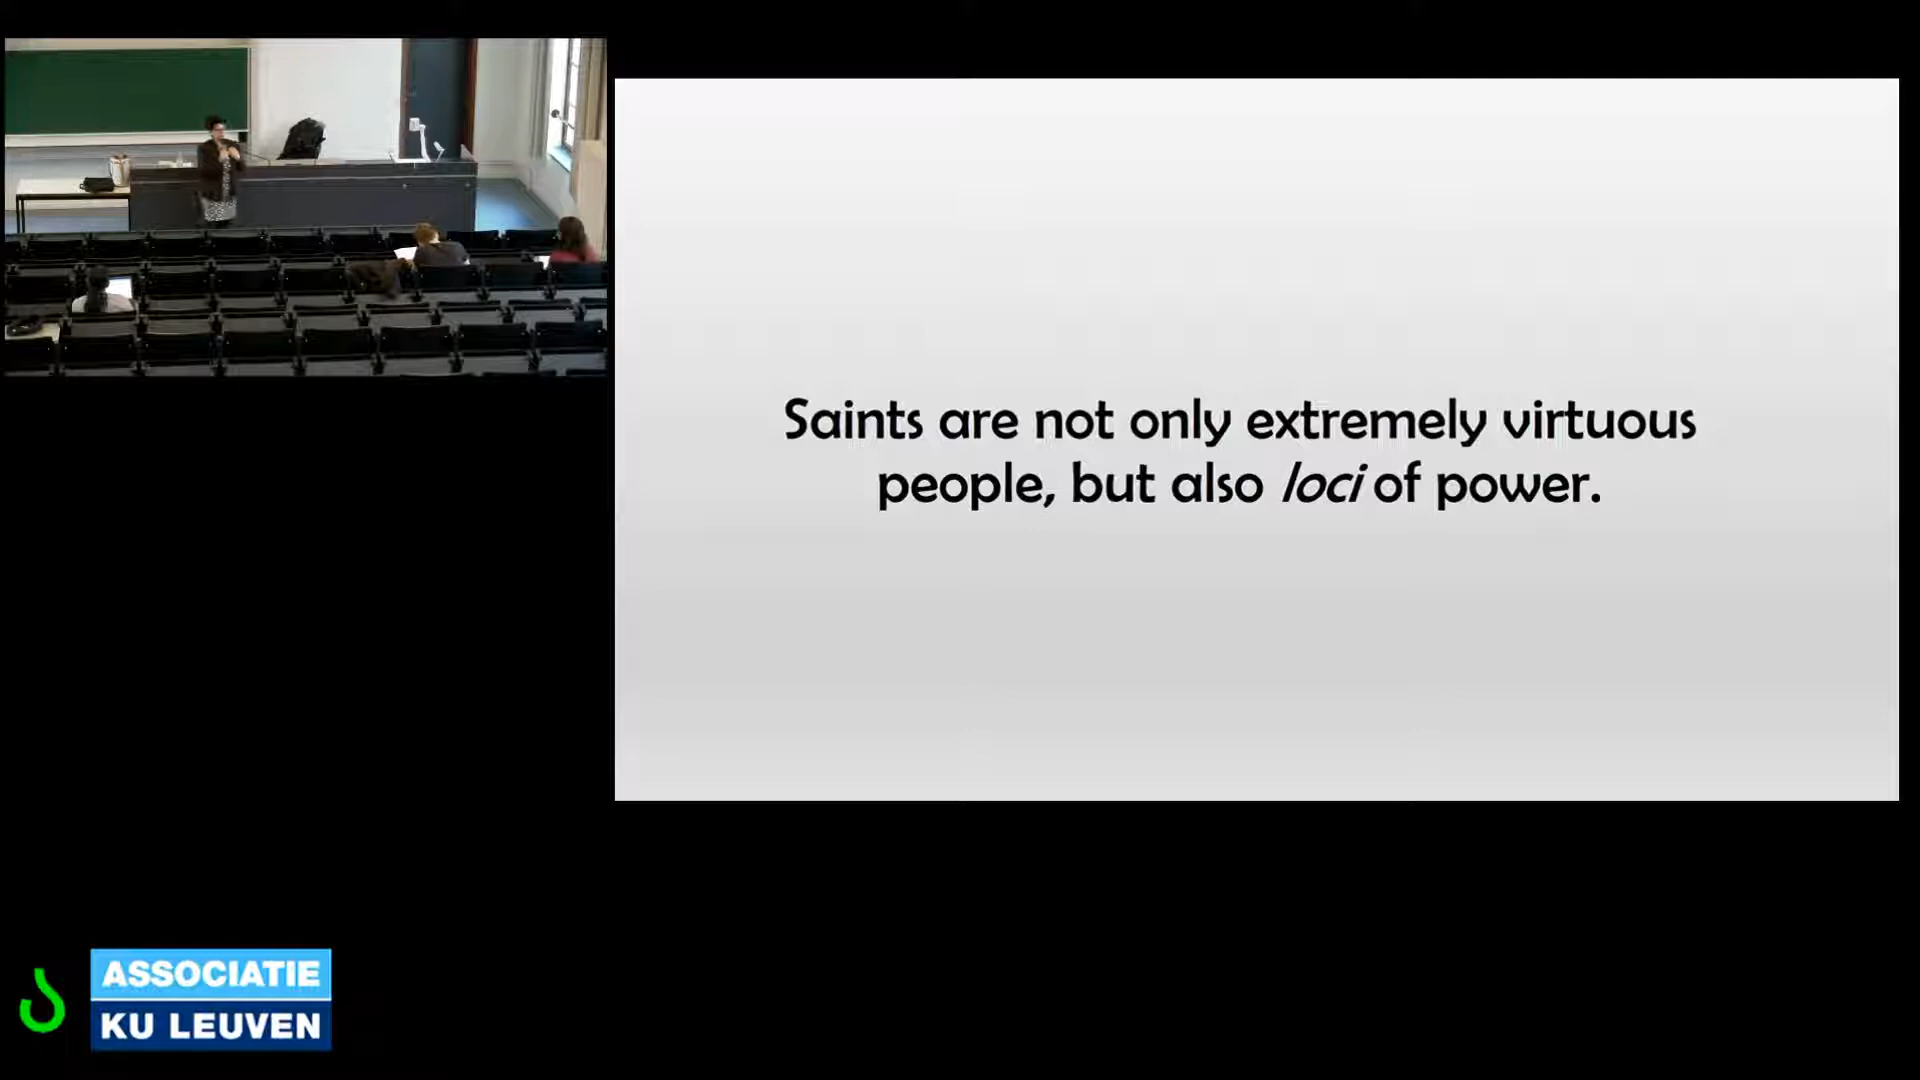 Saints are not only extremely virtuous
people, but also loci of power.
ASSOCIATIE
KU LEUVEN